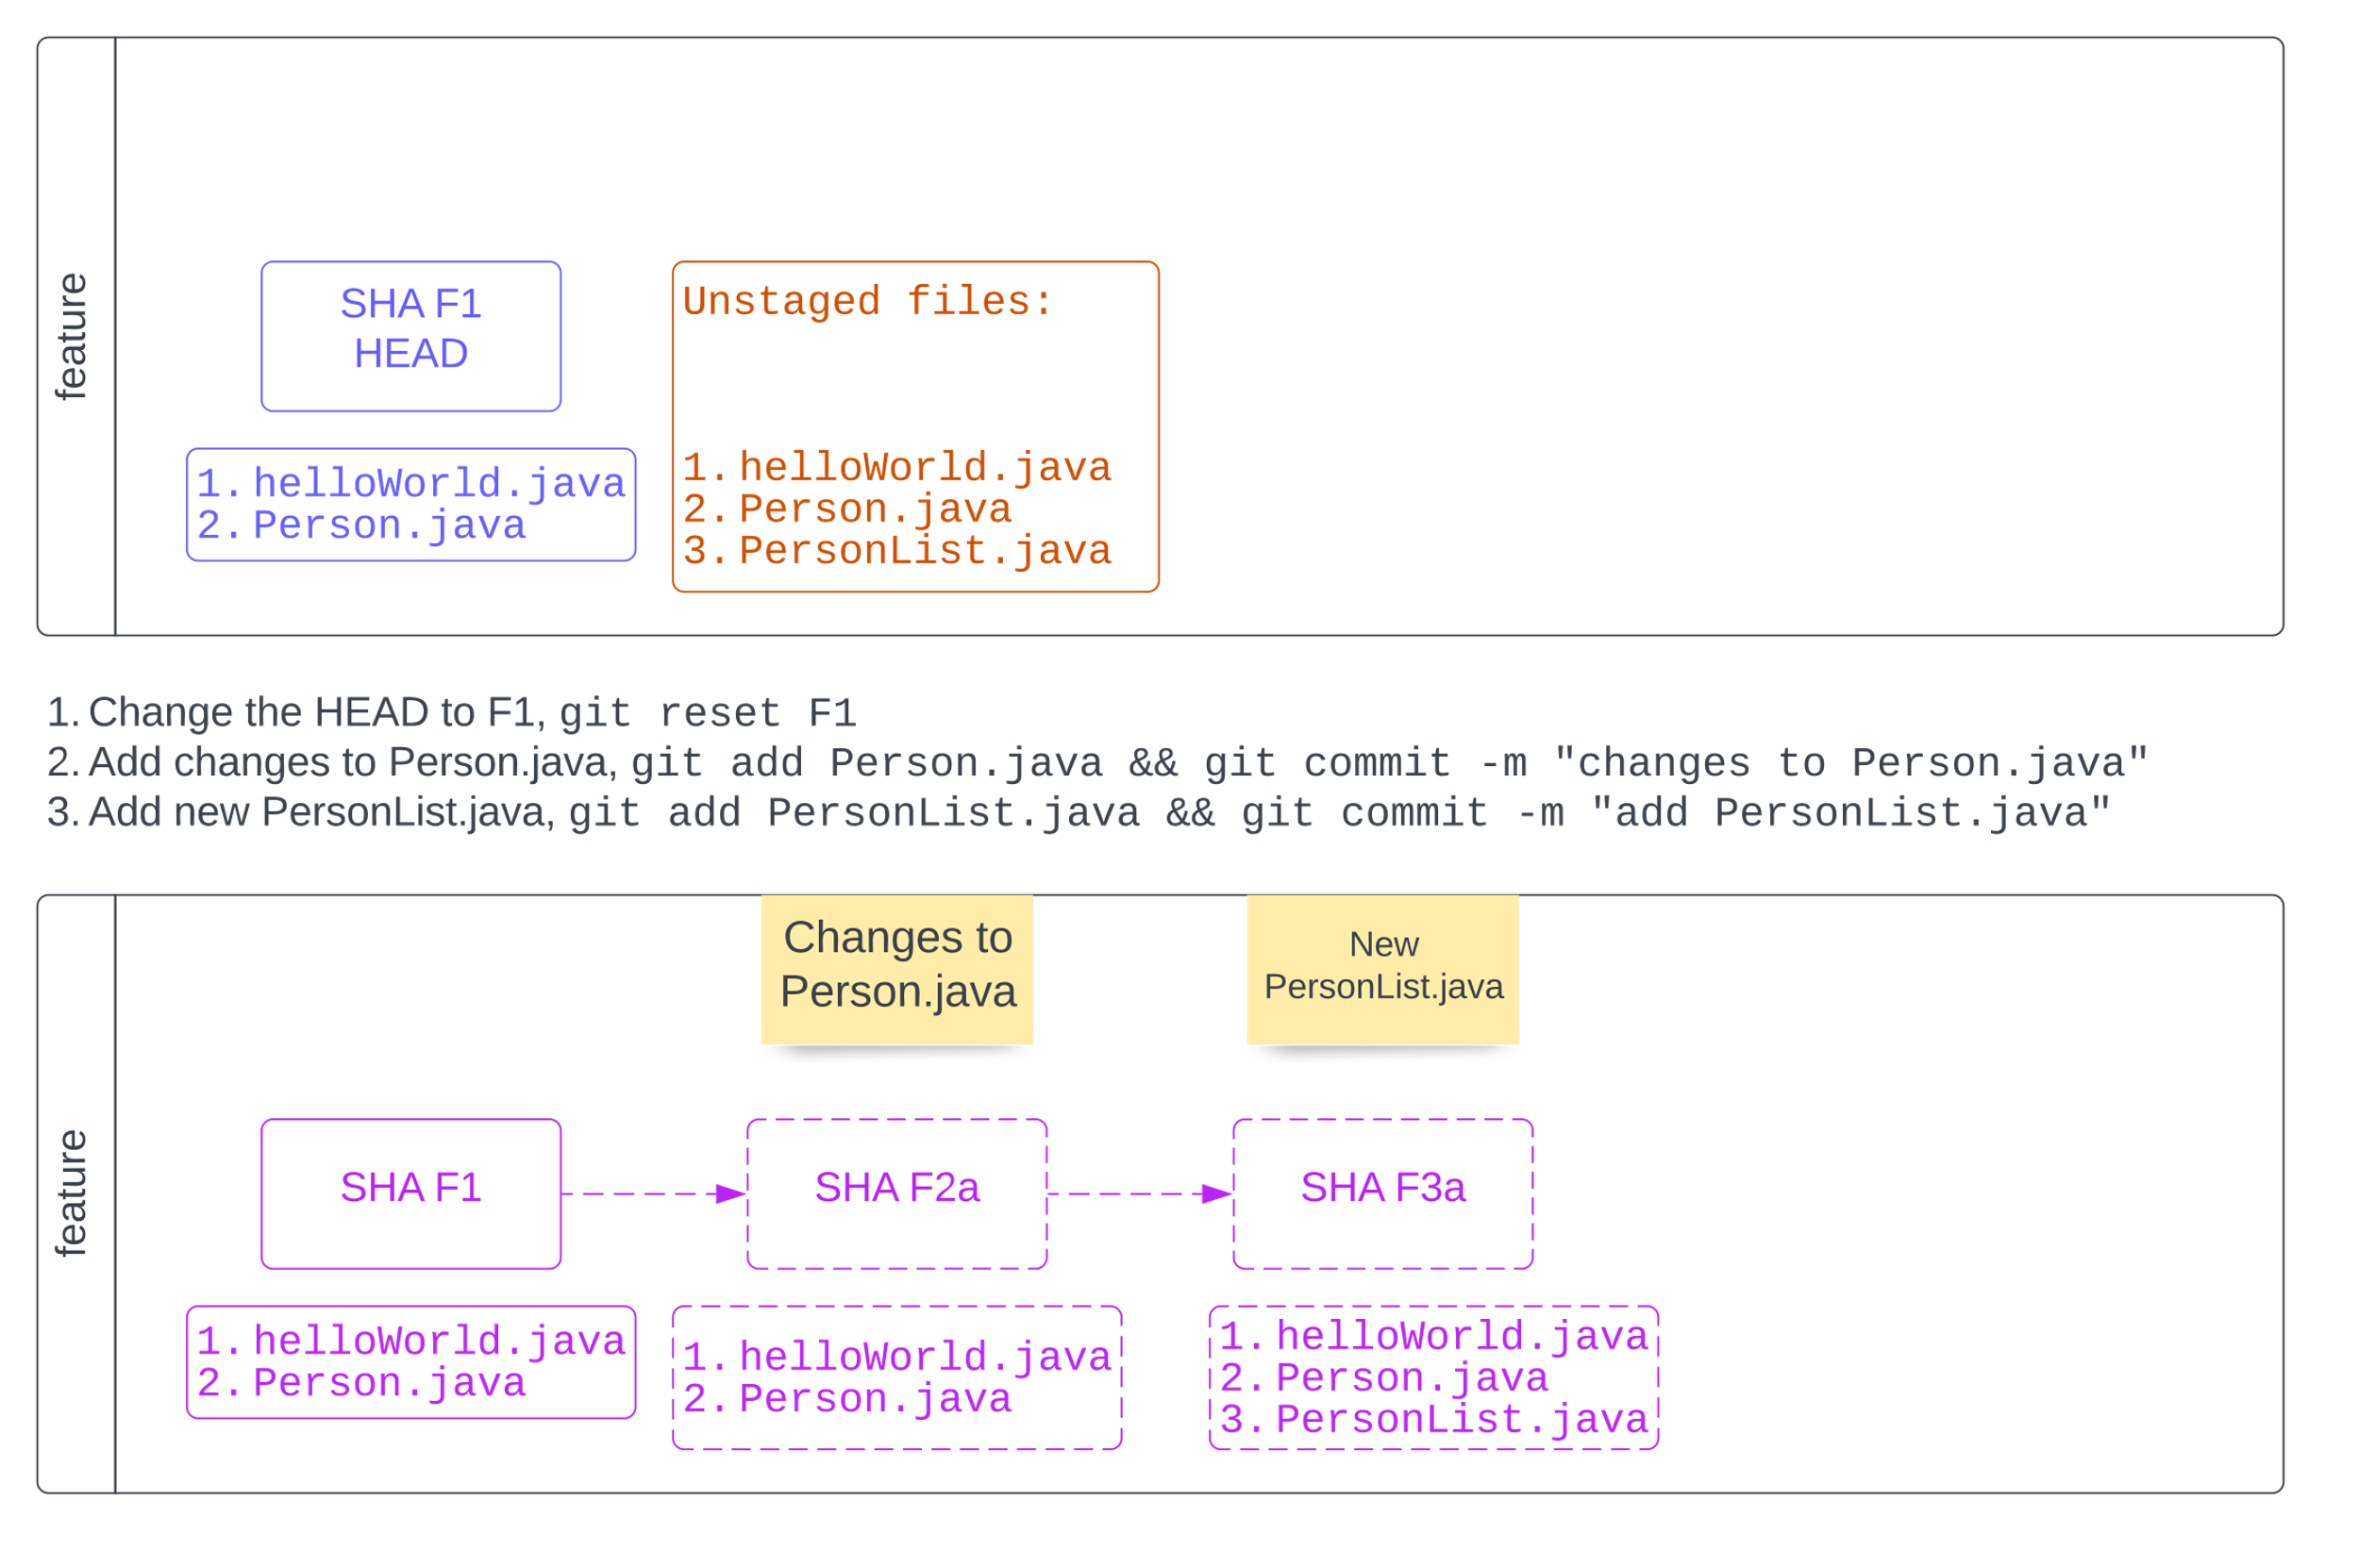 feature
SHA F1
HEAD
1. helloWorld.java
2. Person.java
Unstaged files:
1. helloWorld.java
2. Person.java
3. PersonList.java
1. Change the HEAD to F1, git reset F1
2. Add changes to Person.java, git add Person.java && git commit -m "changes to Person.java"
3. Add new PersonList.java, git add PersonList.java && git commit -m "add PersonList.java"
feature
Changes to
Person.java
New
PersonList.java
SHA F1
SHA F2a
SHA F3a
1. helloWorld.java
2. Person.java
1. helloWorld.java
2. Person.java
1. helloWorld.java
2. Person.java
3. PersonList.java